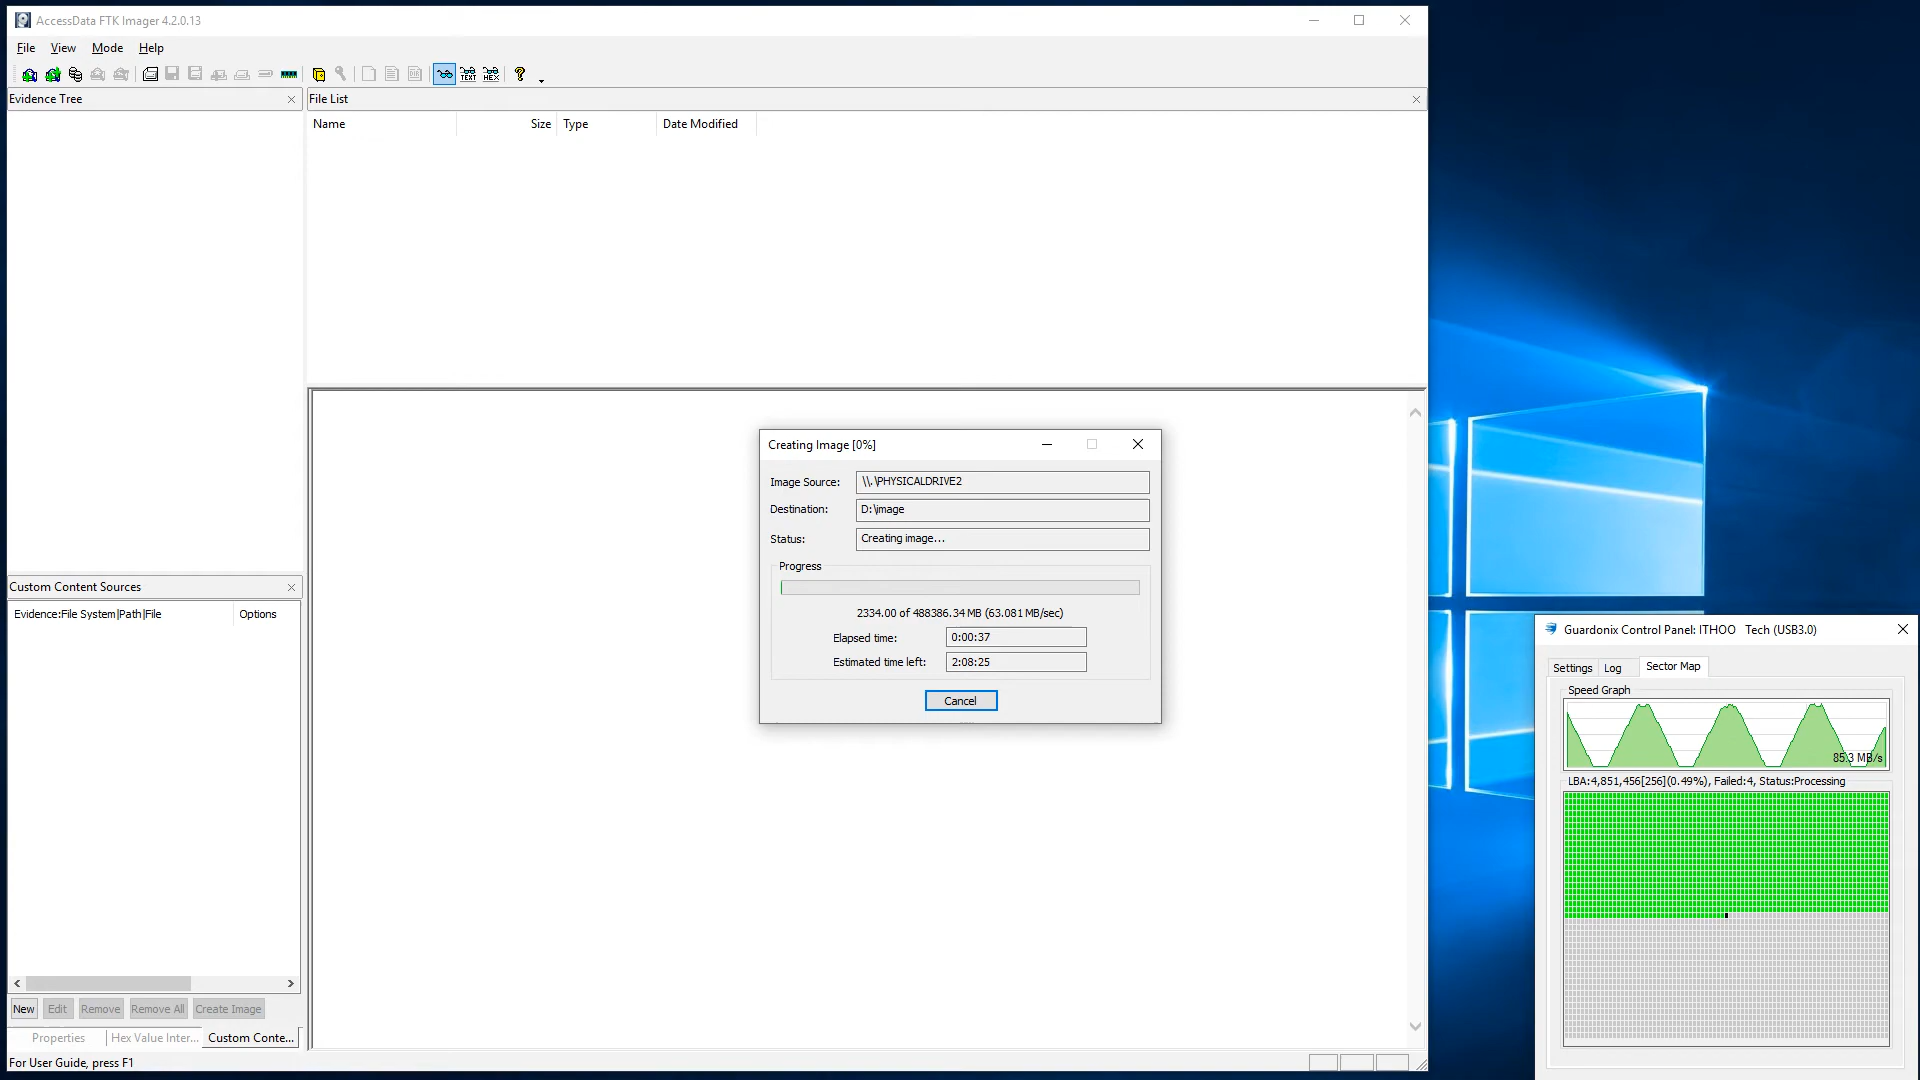 AccessData FTK Imager 4.2.0.13
File View Mode Help
TEXT HEX
Evidence Tree
File List
Name Size Type Date Modified
Creating Image [0%]
Image Source: \\.\PHYSICALDRIVE2
Destination: D:\image
Status: Creating image...
Progress
2334.00 of 488386.34 MB (63.081 MB/sec)
Elapsed time: 0:00:37
Estimated time left: 2:08:25
Cancel
Custom Content Sources
Evidence:File System|Path|File Options
New Edit Remove Remove All Create Image
Properties Hex Value Inter... Custom Conte...
For User Guide, press F1
Guardonix Control Panel: ITHOO Tech (USB3.0)
Settings Log Sector Map
Speed Graph
85.3 MB/s
LBA:4,851,456[256](0.49%), Failed:4, Status:Processing